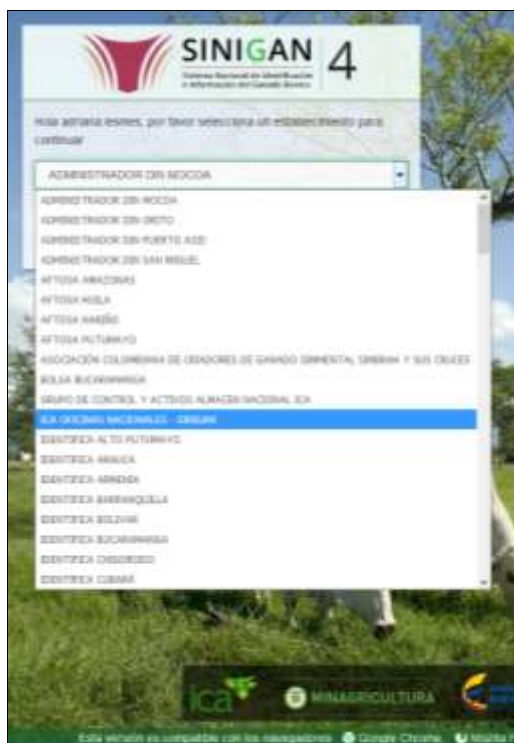 SINIGAN 4
Sistema Nacional de Identificación
e Información del Ganado Bovino
Hola adriana lesmes, por favor selecciona un establecimiento para
continuar
ADMINISTRADOR DIN MOCOA
ADMINISTRADOR DIN MOCOA
ADMINISTRADOR DIN ORITO
ADMINISTRADOR DIN PUERTO ASIS
ADMINISTRADOR DIN SAN MIGUEL
AFTOSA AMAZONAS
AFTOSA HUILA
AFTOSA NARIÑO
AFTOSA PUTUMAYO
ASOCIACIÓN COLOMBIANA DE CRIADORES DE GANADO SIMMENTAL SIMBRAH Y SUS CRUCES
BOLSA BUCARAMANGA
GRUPO DE CONTROL Y ACTIVOS ALMACEN NACIONAL ICA
ICA OFICINAS NACIONALES -
IDENTIFICA ALTO PUTUMAYO
IDENTIFICA ARAUCA
IDENTIFICA ARMENIA
IDENTIFICA BARRANQUILLA
IDENTIFICA BOLIVAR
IDENTIFICA BUCARAMANGA
IDENTIFICA CHIGORODO
IDENTIFICA CUBARÁ
ica
MINAGRICULTURA
Esta versión es compatible con los navegadores Google Chrome, Mozilla